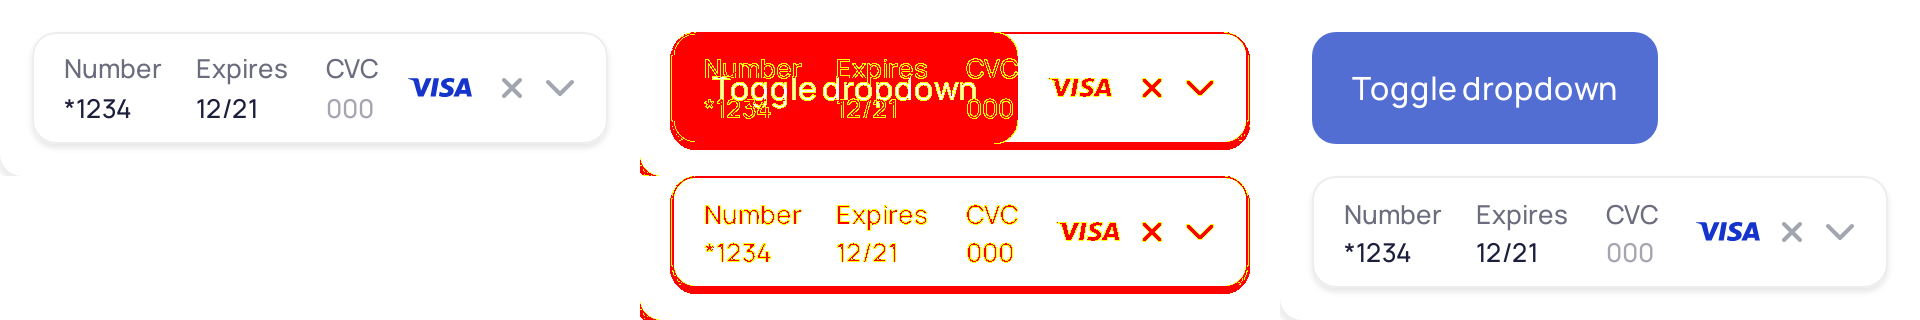 Number Expires CVC
VISA
*1234 12/21 000
Number Expires CVC
Toggle dropdown
VISA
*1234 12/21 000
Number Expires CVC
VISA
*1234 12/21 000
Toggle dropdown
Number Expires CVC
VISA
*1234 12/21 000